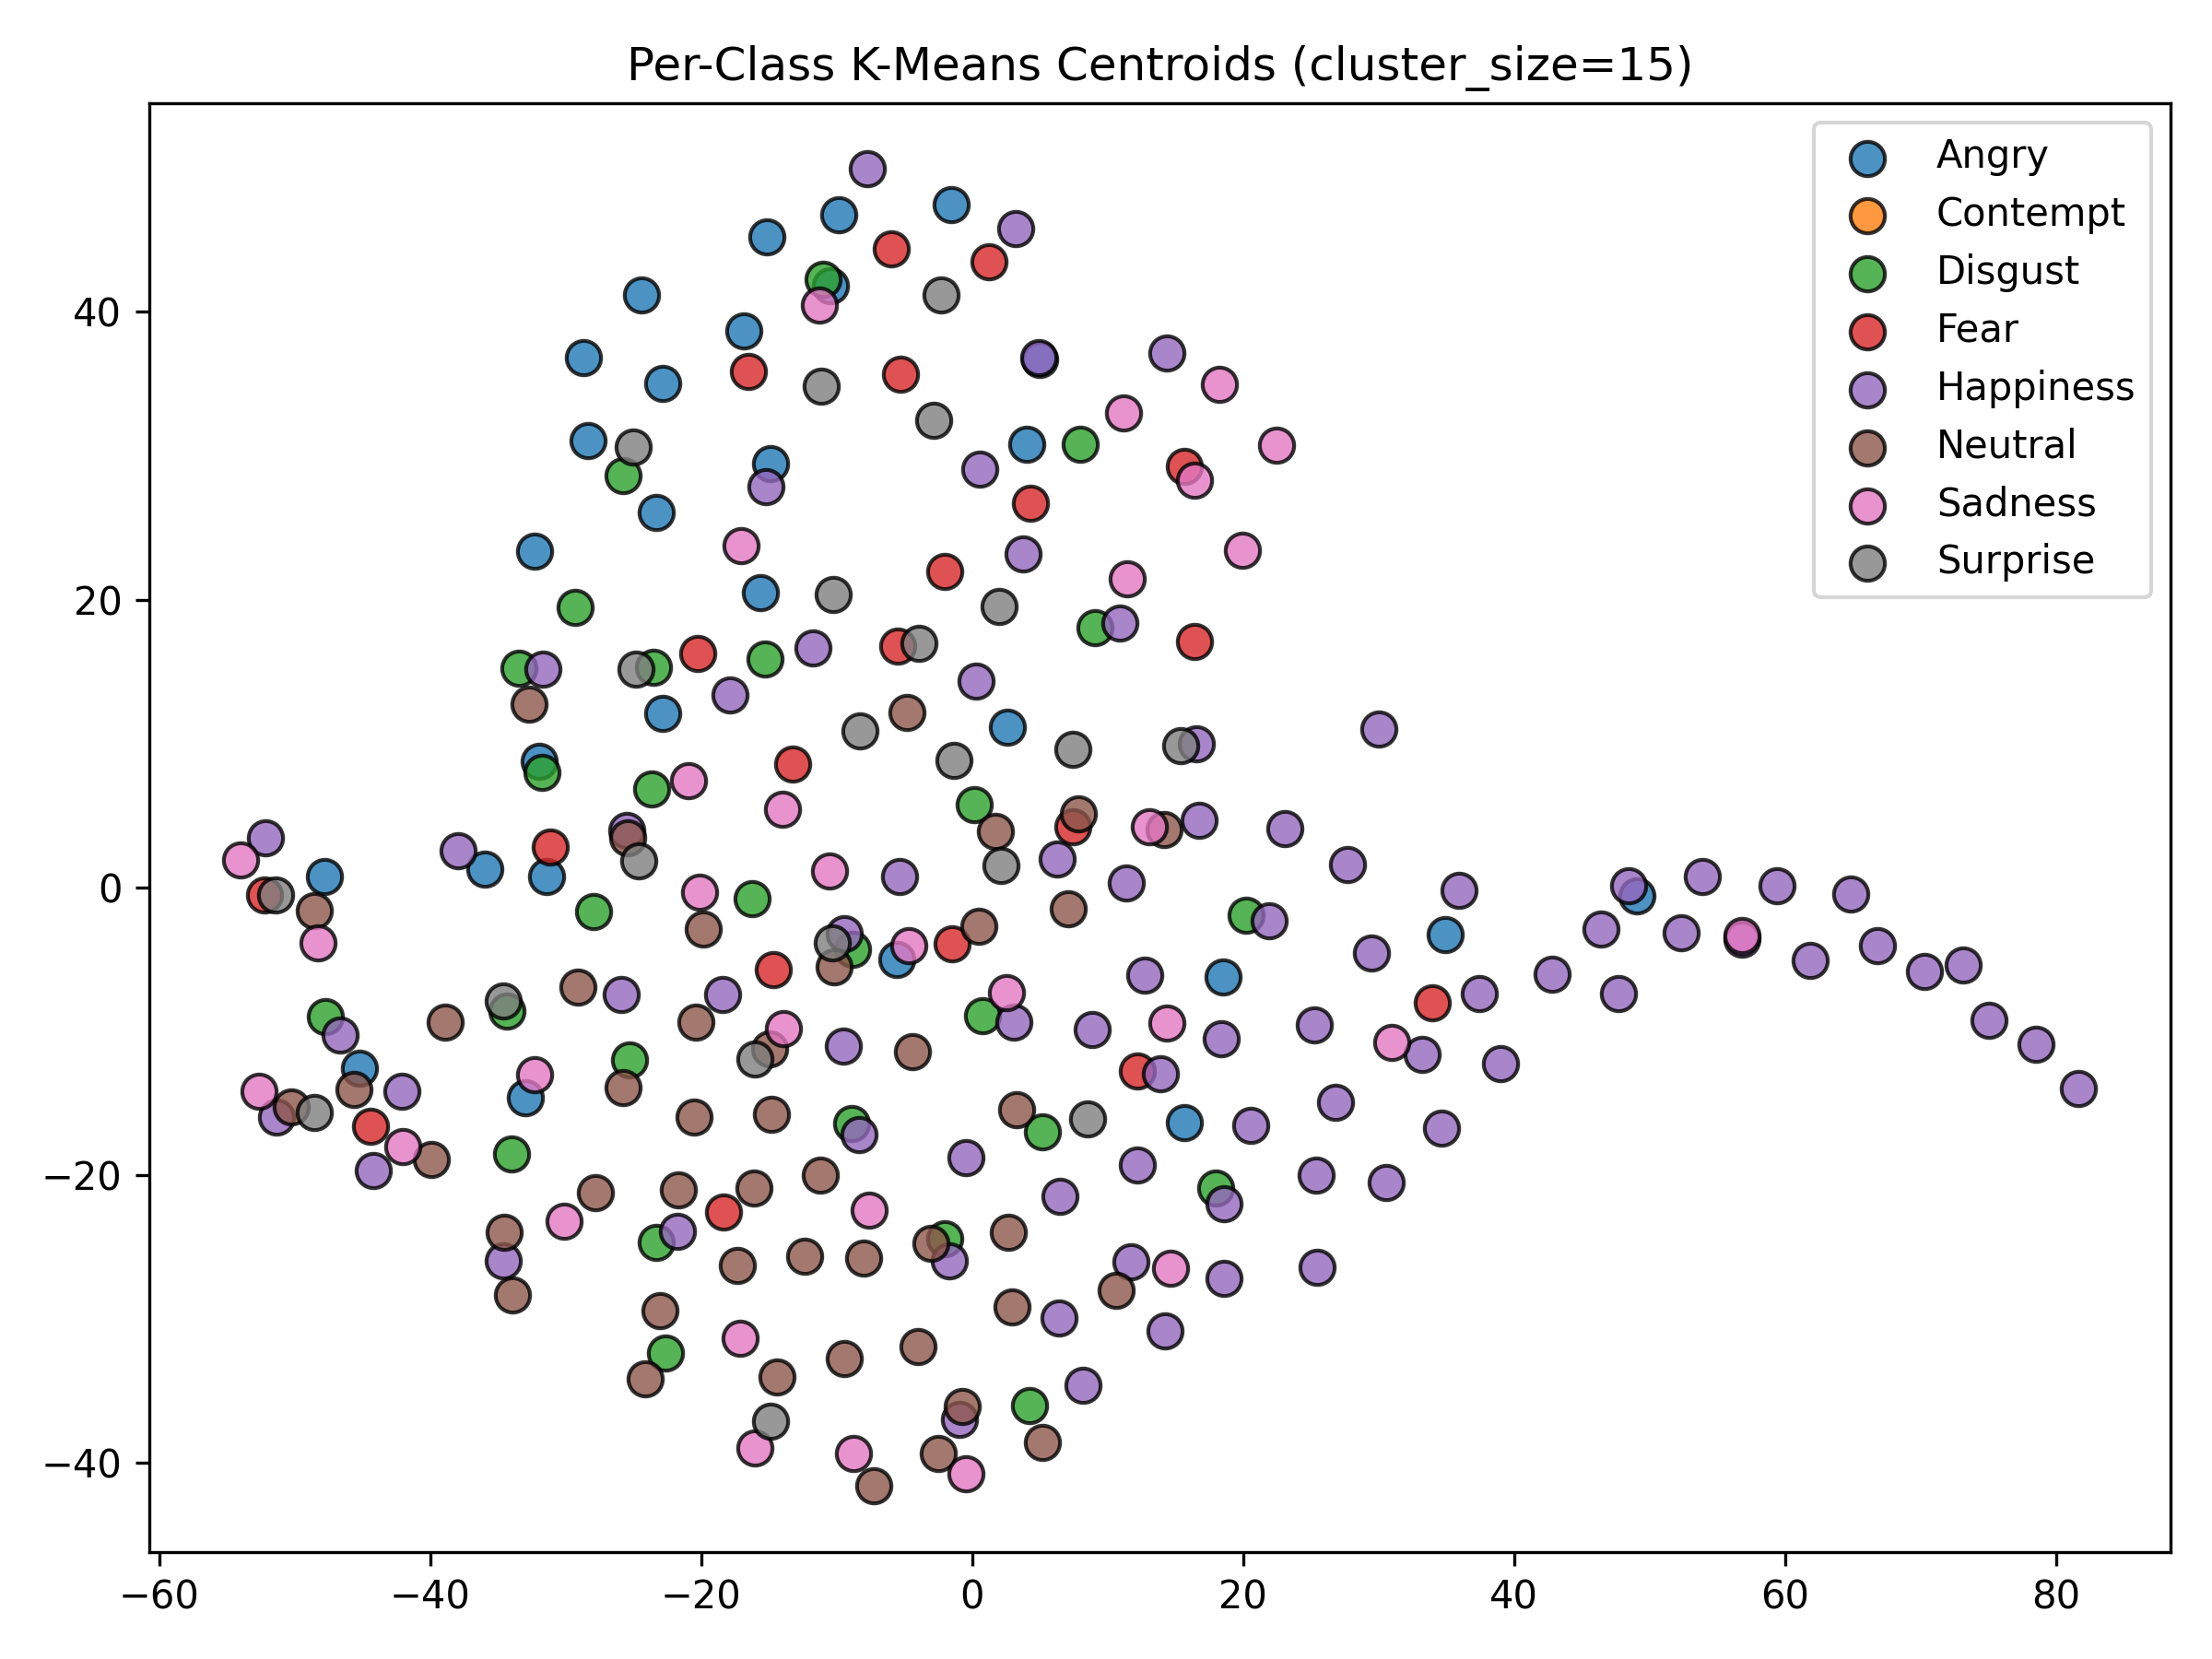 Per-Class K-Means Centroids (cluster_size=15)
Angry
Contempt
Disgust
Fear
Happiness
Neutral
Sadness
Surprise
40
20
0
−20
−40
−60 −40 −20 0 20 40 60 80